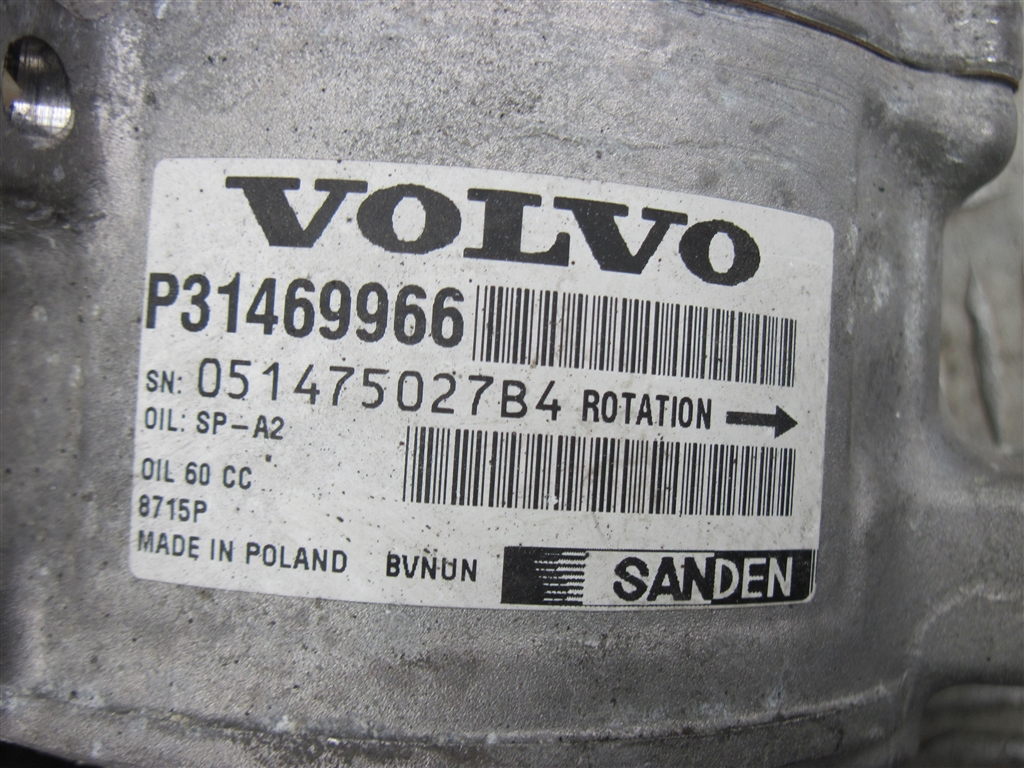 VOLVO
P31469966
SN: 051475027B4 ROTATION
OIL: SP-A2
OIL 60 CC
8715P
MADE IN POLAND BVNUN SANDEN